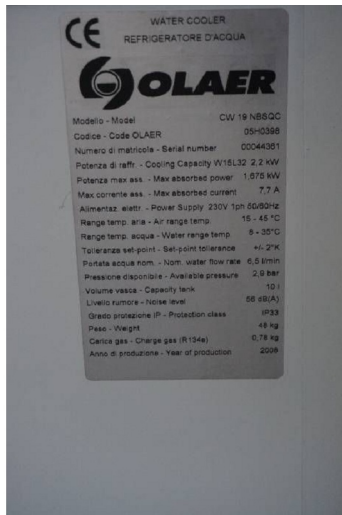 CE
WATER COOLER
REFRIGERATORE D'ACQUA
OLAER
Modello - Model CW 19 NBSQC
Codice - Code OLAER 05H0398
Numero di matricola - Serial number 00044361
Potenza di raffr. - Cooling Capacity W15L32 2,2 kW
Potenza max ass. - Max absorbed power 1,675 kW
Max corrente ass. - Max absorbed current 7,7 A
Alimentaz. elettr. - Power Supply 230V 1ph 50/60Hz
Range temp. aria - Air range temp. 15 - 45 °C
Range temp. acqua - Water range temp. 8 - 35°C
Tolleranza set-point - Set-point tollerance +/- 2°K
Portata acqua nom. - Nom. water flow rate 6,5 l/min
Pressione disponibile - Available pressure 2,9 bar
Volume vasca - Capacity tank 10 l
Livello rumore - Noise level 56 dB(A)
Grado protezione IP - Protection class IP33
Peso - Weight 48 kg
Carica gas - Charge gas (R134a) 0,78 kg
Anno di produzione - Year of production